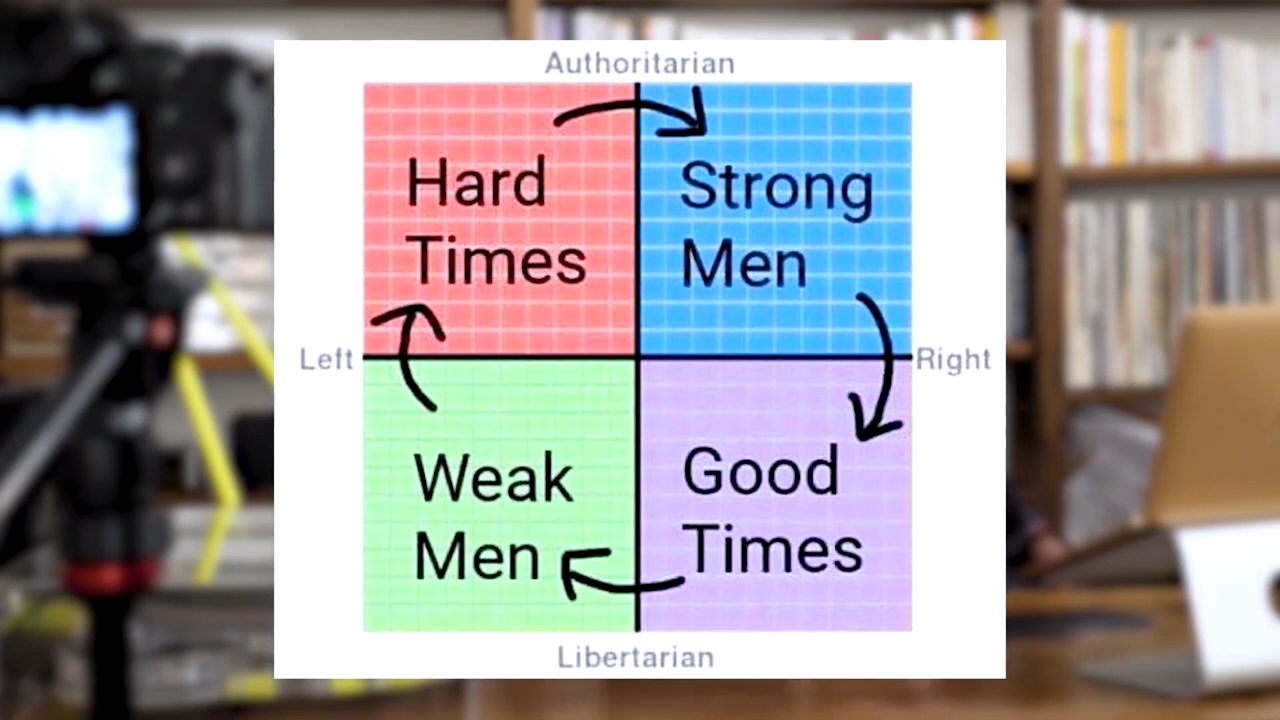 Authoritarian
Hard
Times
Strong
Men
Left
Right
Weak
Men
Good
Times
Libertarian